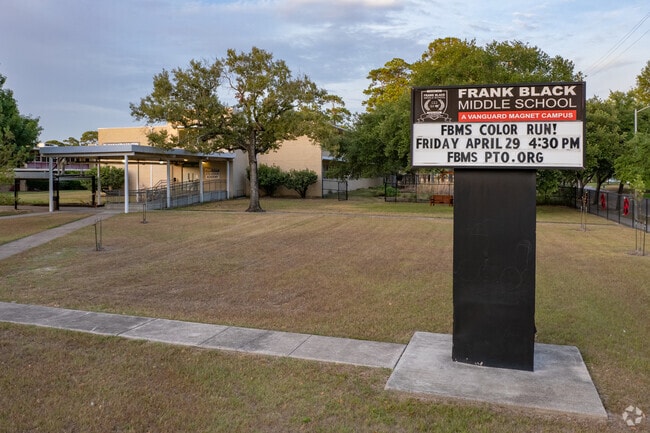 FRANK BLACK
MIDDLE SCHOOL
A VANGUARD MAGNET CAMPUS
FBMS COLOR RUN!
FRIDAY APRIL 29 4:30 PM
FBMS PTO.ORG